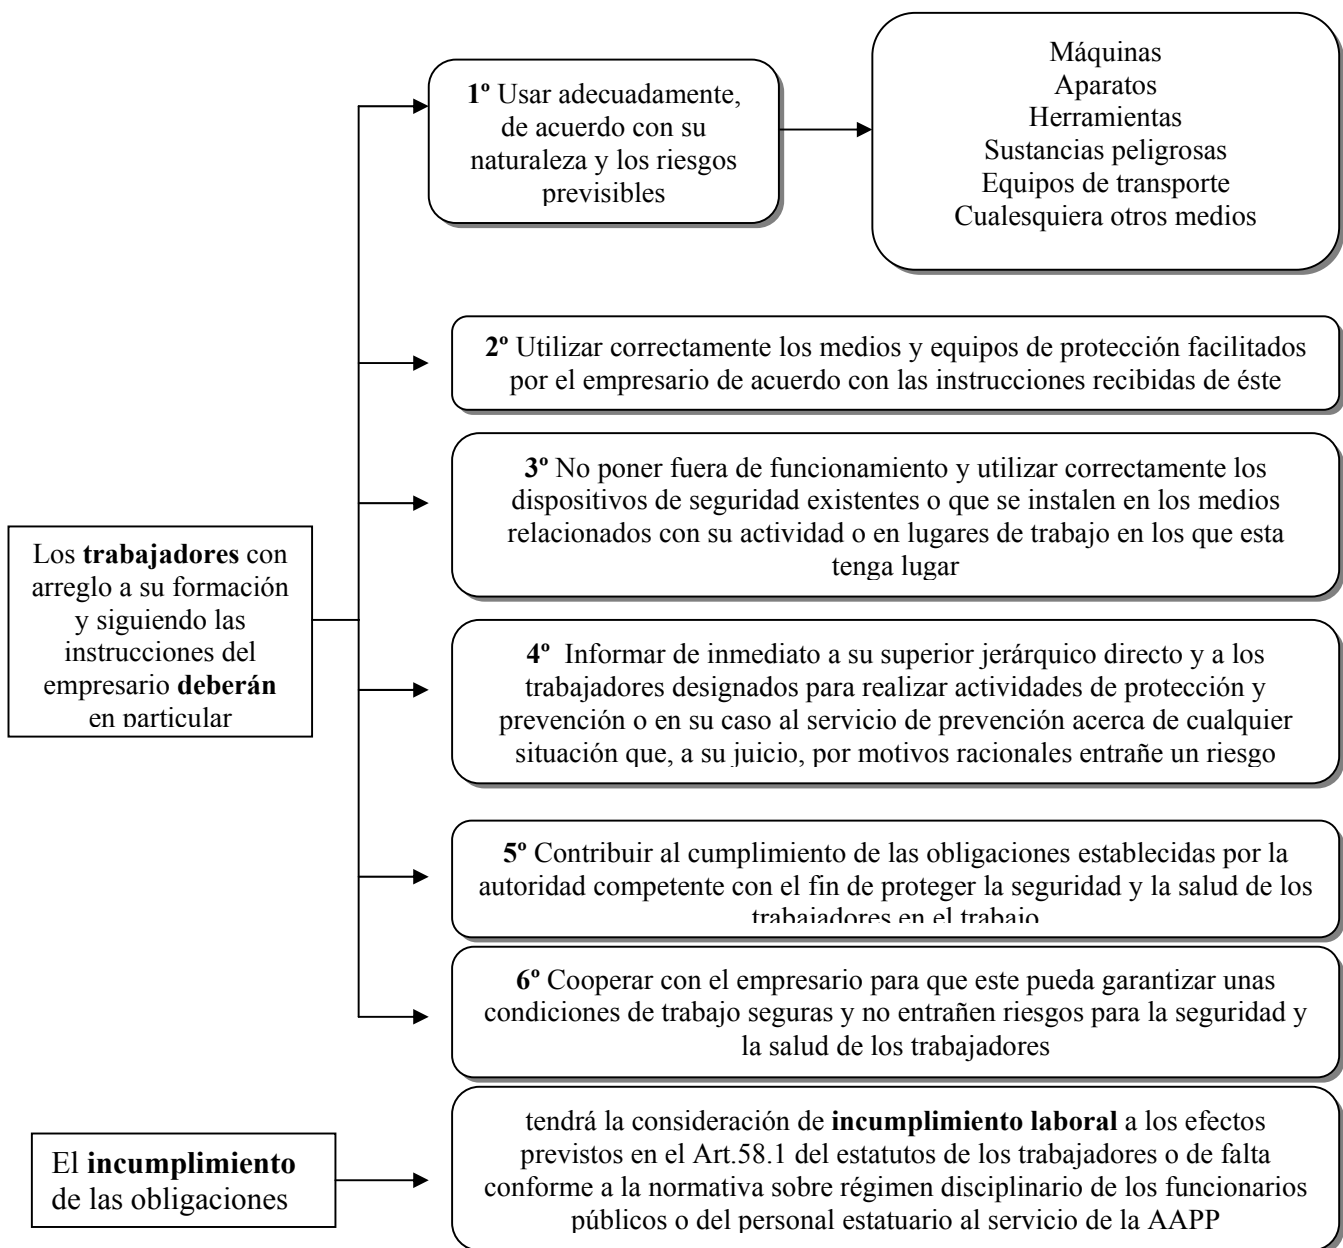 1º Usar adecuadamente,
de acuerdo con su
naturaleza y los riesgos
previsibles
Máquinas
Aparatos
Herramientas
Sustancias peligrosas
Equipos de transporte
Cualesquiera otros medios
2º Utilizar correctamente los medios y equipos de protección facilitados
por el empresario de acuerdo con las instrucciones recibidas de éste
3º No poner fuera de funcionamiento y utilizar correctamente los
dispositivos de seguridad existentes o que se instalen en los medios
relacionados con su actividad o en lugares de trabajo en los que esta
tenga lugar
Los trabajadores con
arreglo a su formación
y siguiendo las
instrucciones del
empresario deberán
en particular
4º Informar de inmediato a su superior jerárquico directo y a los
trabajadores designados para realizar actividades de protección y
prevención o en su caso al servicio de prevención acerca de cualquier
situación que, a su juicio, por motivos racionales entrañe un riesgo
5º Contribuir al cumplimiento de las obligaciones establecidas por la
autoridad competente con el fin de proteger la seguridad y la salud de los
trabajadores en el trabajo
6º Cooperar con el empresario para que este pueda garantizar unas
condiciones de trabajo seguras y no entrañen riesgos para la seguridad y
la salud de los trabajadores
El incumplimiento
de las obligaciones
tendrá la consideración de incumplimiento laboral a los efectos
previstos en el Art.58.1 del estatutos de los trabajadores o de falta
conforme a la normativa sobre régimen disciplinario de los funcionarios
públicos o del personal estatuario al servicio de la AAPP